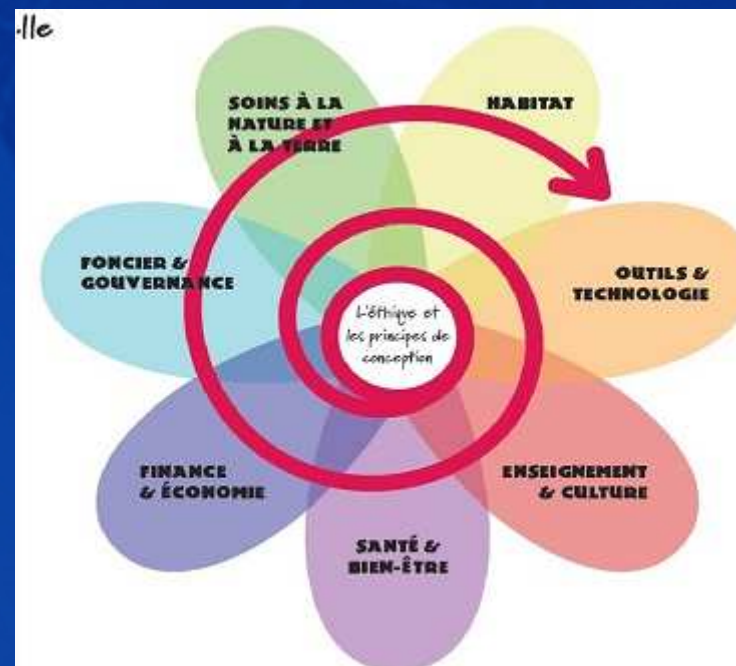 lle
SOINS À LA
NATURE ET
À LA TERRE
HABITAT
FONCIER &
GOUVERNANCE
OUTILS &
TECHNOLOGIE
L'éthique et
les principes de
conception
FINANCE
& ÉCONOMIE
ENSEIGNEMENT
& CULTURE
SANTÉ &
BIEN-ÊTRE